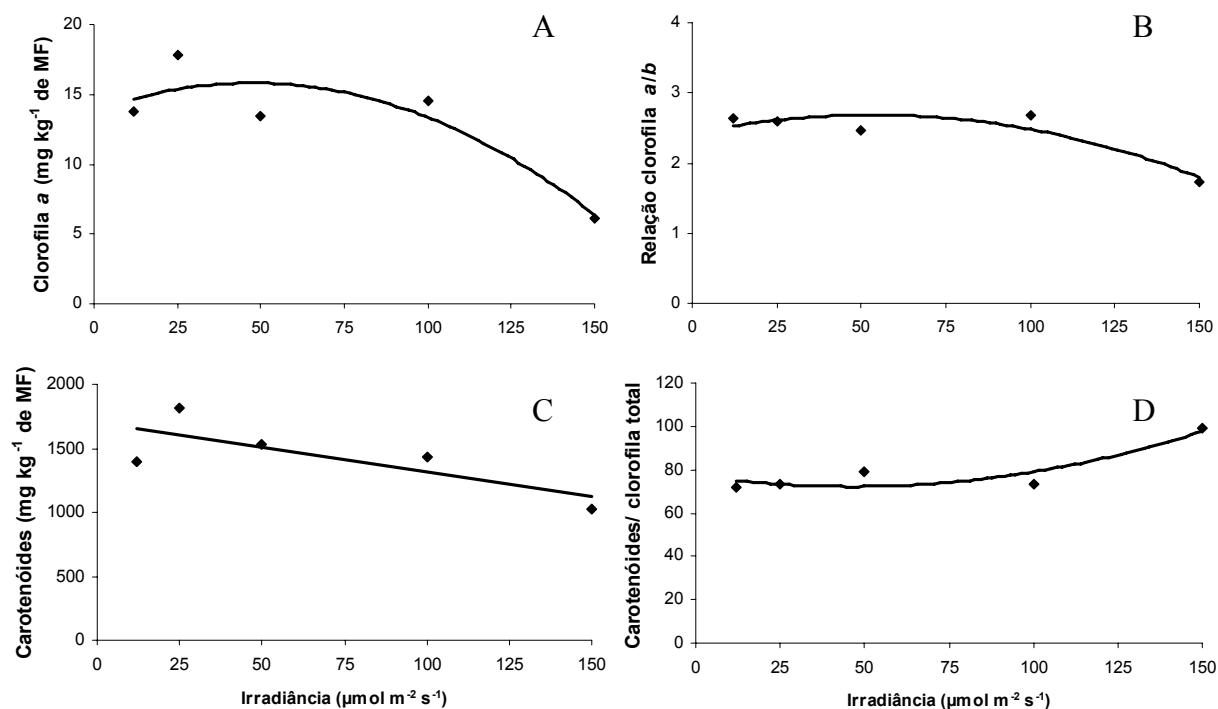 A
Clorofila a (mg kg⁻¹ de MF)
20
15
10
5
0
0 25 50 75 100 125 150
B
Relação clorofila a/b
4
3
2
1
0
0 25 50 75 100 125 150
C
Carotenóides (mg kg⁻¹ de MF)
2000
1500
1000
500
0
0 25 50 75 100 125 150
Irradiância (µmol m⁻² s⁻¹)
D
Carotenóides/ clorofila total
120
100
80
60
40
20
0
0 25 50 75 100 125 150
Irradiância (µmol m⁻² s⁻¹)